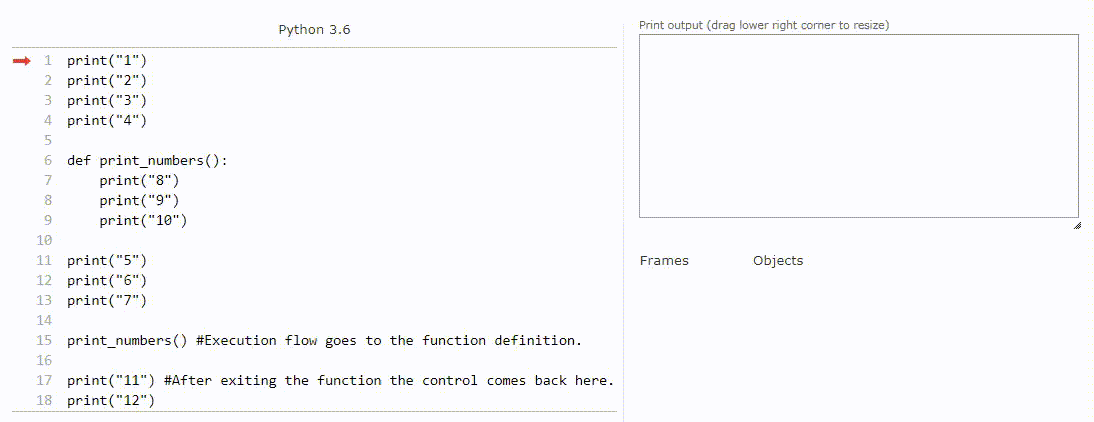 Python 3.6
1 print("1")
2 print("2")
3 print("3")
4 print("4")
5
6 def print_numbers():
7     print("8")
8     print("9")
9     print("10")
10
11 print("5")
12 print("6")
13 print("7")
14
15 print_numbers() #Execution flow goes to the function definition.
16
17 print("11") #After exiting the function the control comes back here.
18 print("12")
Print output (drag lower right corner to resize)
Frames Objects